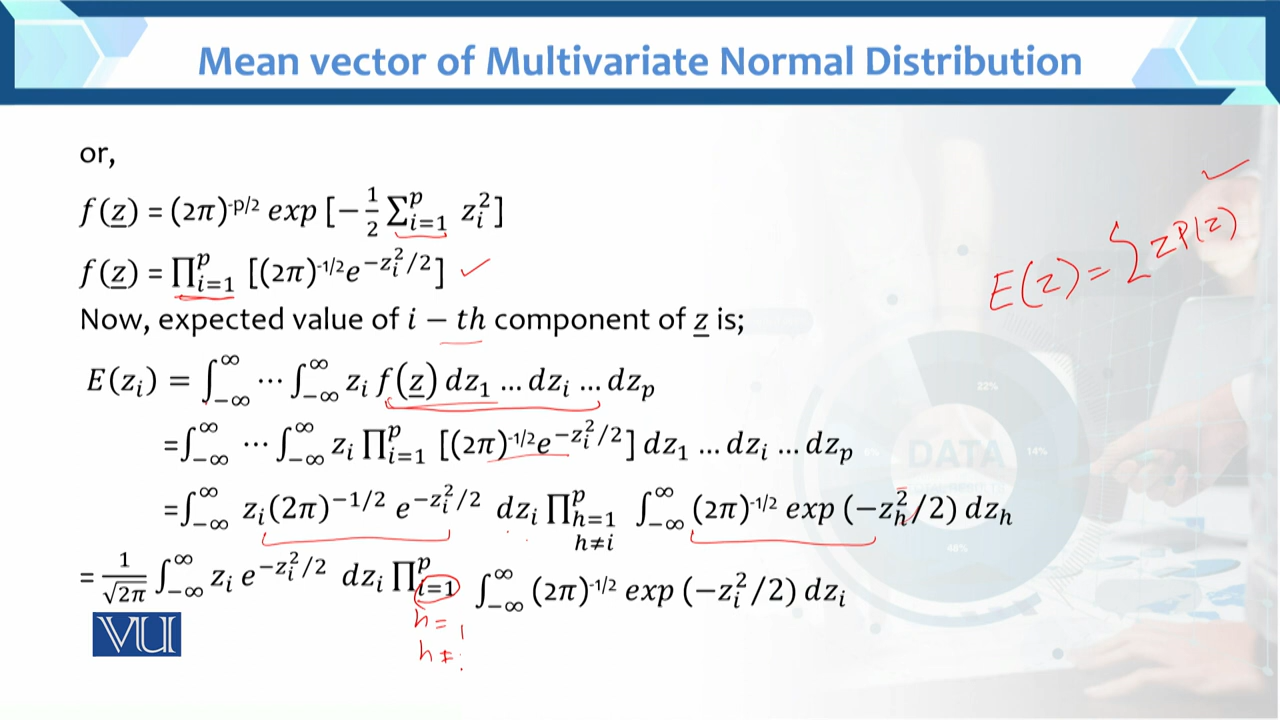 Mean vector of Multivariate Normal Distribution
or,
f(z) = (2π)^-p/2 exp [−1/2 ∑_{i=1}^{p} z_i^2]
f(z) = ∏_{i=1}^{p} [(2π)^-1/2 e^{−z_i^2/2}] ✓
E(z) = ∑ z P(z)
Now, expected value of i − th component of z is;
E(z_i) = ∫_{−∞}^{∞} ⋯ ∫_{−∞}^{∞} z_i f(z) dz_1 … dz_i … dz_p
=∫_{−∞}^{∞} ⋯ ∫_{−∞}^{∞} z_i ∏_{i=1}^{p} [(2π)^-1/2 e^{−z_i^2/2}] dz_1 … dz_i … dz_p
=∫_{−∞}^{∞} z_i (2π)^{−1/2} e^{−z_i^2/2} dz_i ∏_{h=1 h≠i}^{p} ∫_{−∞}^{∞} (2π)^-1/2 exp (−z_h^2/2) dz_h
= 1/√2π ∫_{−∞}^{∞} z_i e^{−z_i^2/2} dz_i ∏_{i=1}^{p} ∫_{−∞}^{∞} (2π)^-1/2 exp (−z_i^2/2) dz_i
h = 1
h ≠ i
VU
DATA
22%
14%
48%